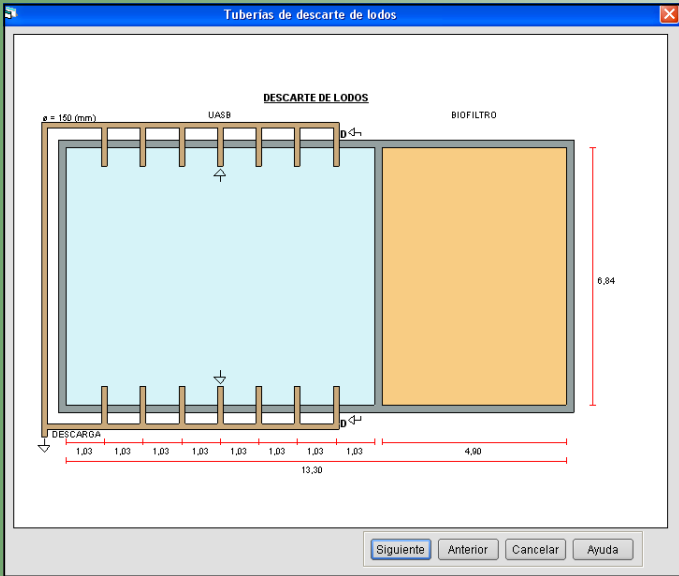 Tuberías de descarte de lodos
DESCARTE DE LODOS
ø = 150 (mm)
UASB
BIOFILTRO
D
6,84
D
DESCARGA
1,03 1,03 1,03 1,03 1,03 1,03 1,03 1,03 4,90
13,30
Siguiente Anterior Cancelar Ayuda